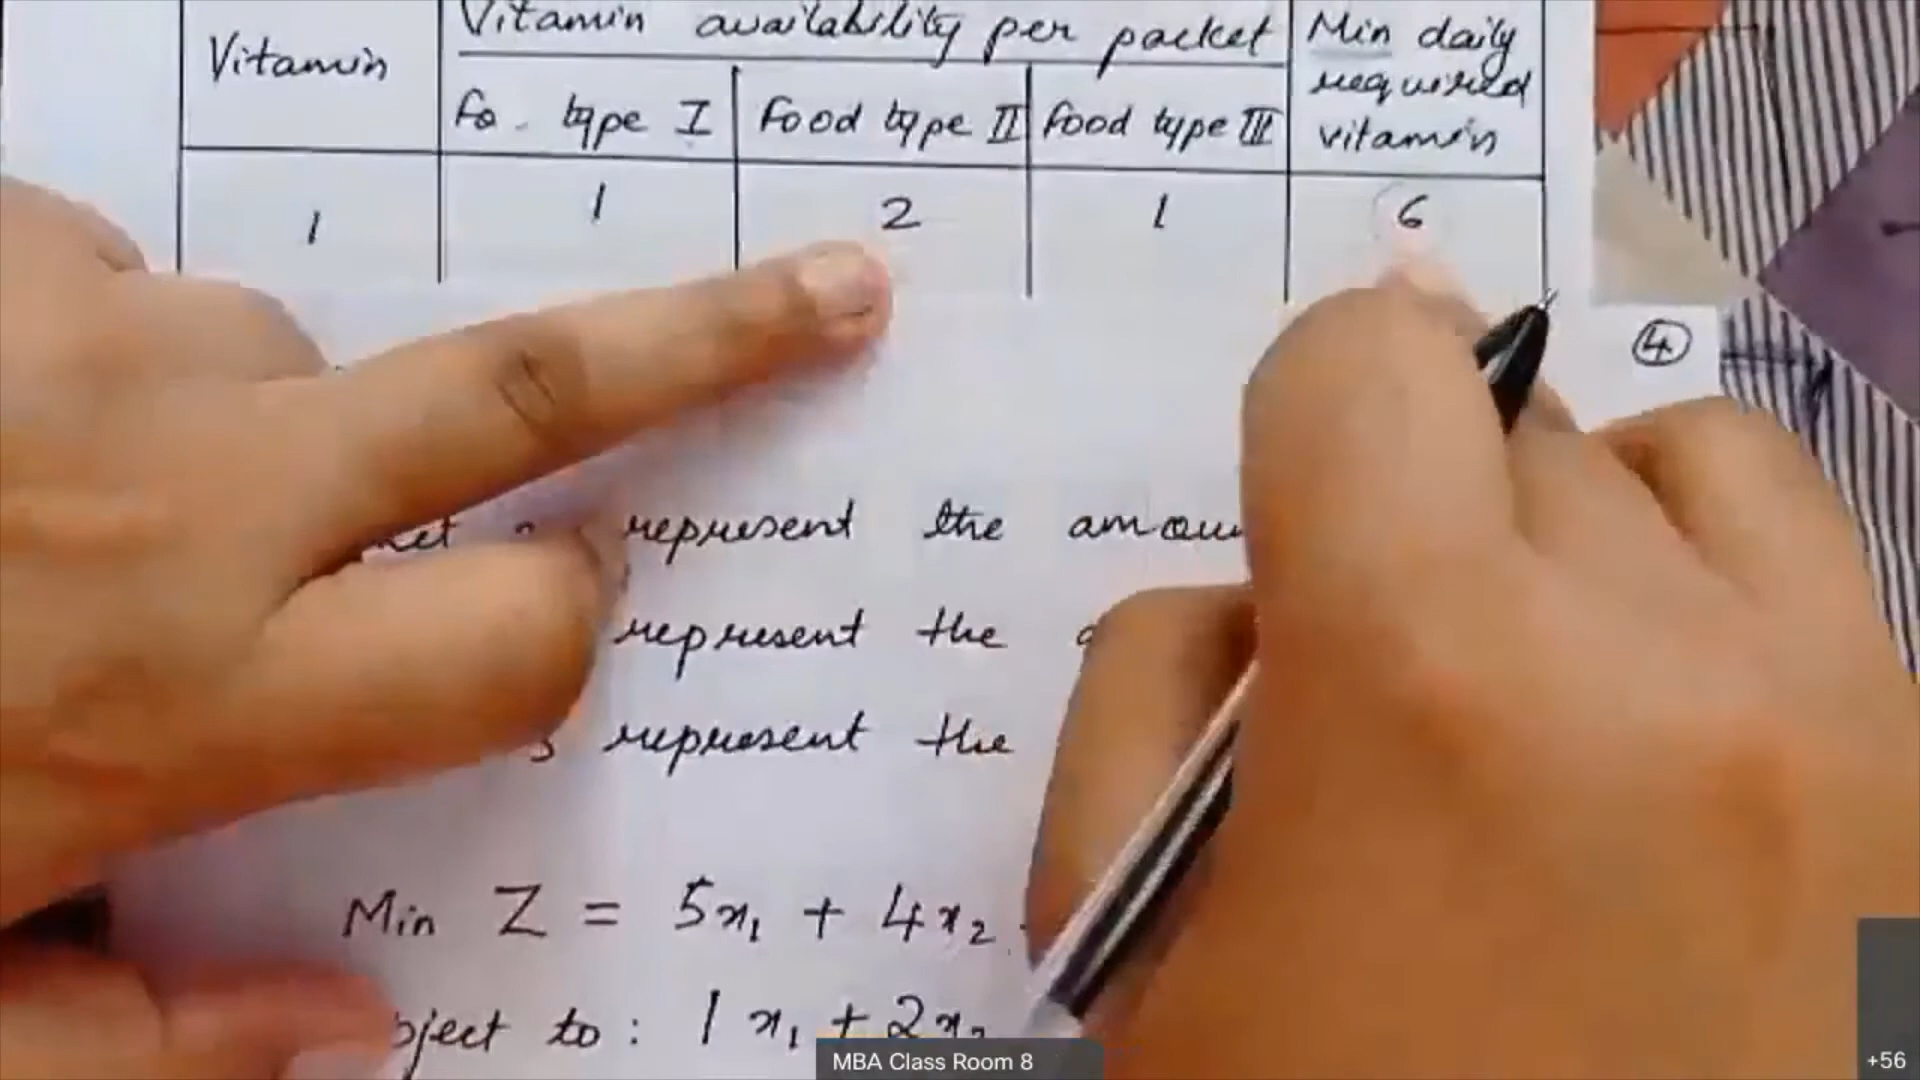 Vitamin availability per packet
Min daily required vitamin
Vitamin
type I
Food type II
food type III
1
1
2
1
6
4
represent the
represent the
represent the
Min Z = 5x₁ + 4x₂
to: 1x₁ + 2x₂
MBA Class Room 8
+56